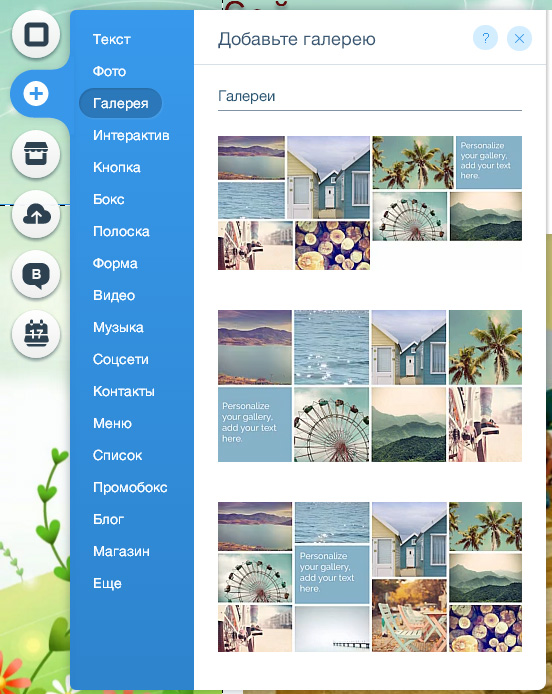 Текст
Фото
Галерея
Интерактив
Кнопка
Бокс
Полоска
Форма
Видео
Музыка
Соцсети
Контакты
Меню
Список
Промобокс
Блог
Магазин
Еще
B
17
Добавьте галерею
?
Галереи
Personalize
your gallery,
add your text
here.
Personalize
your gallery,
add your text
here.
Personalize
your gallery,
add your text
here.